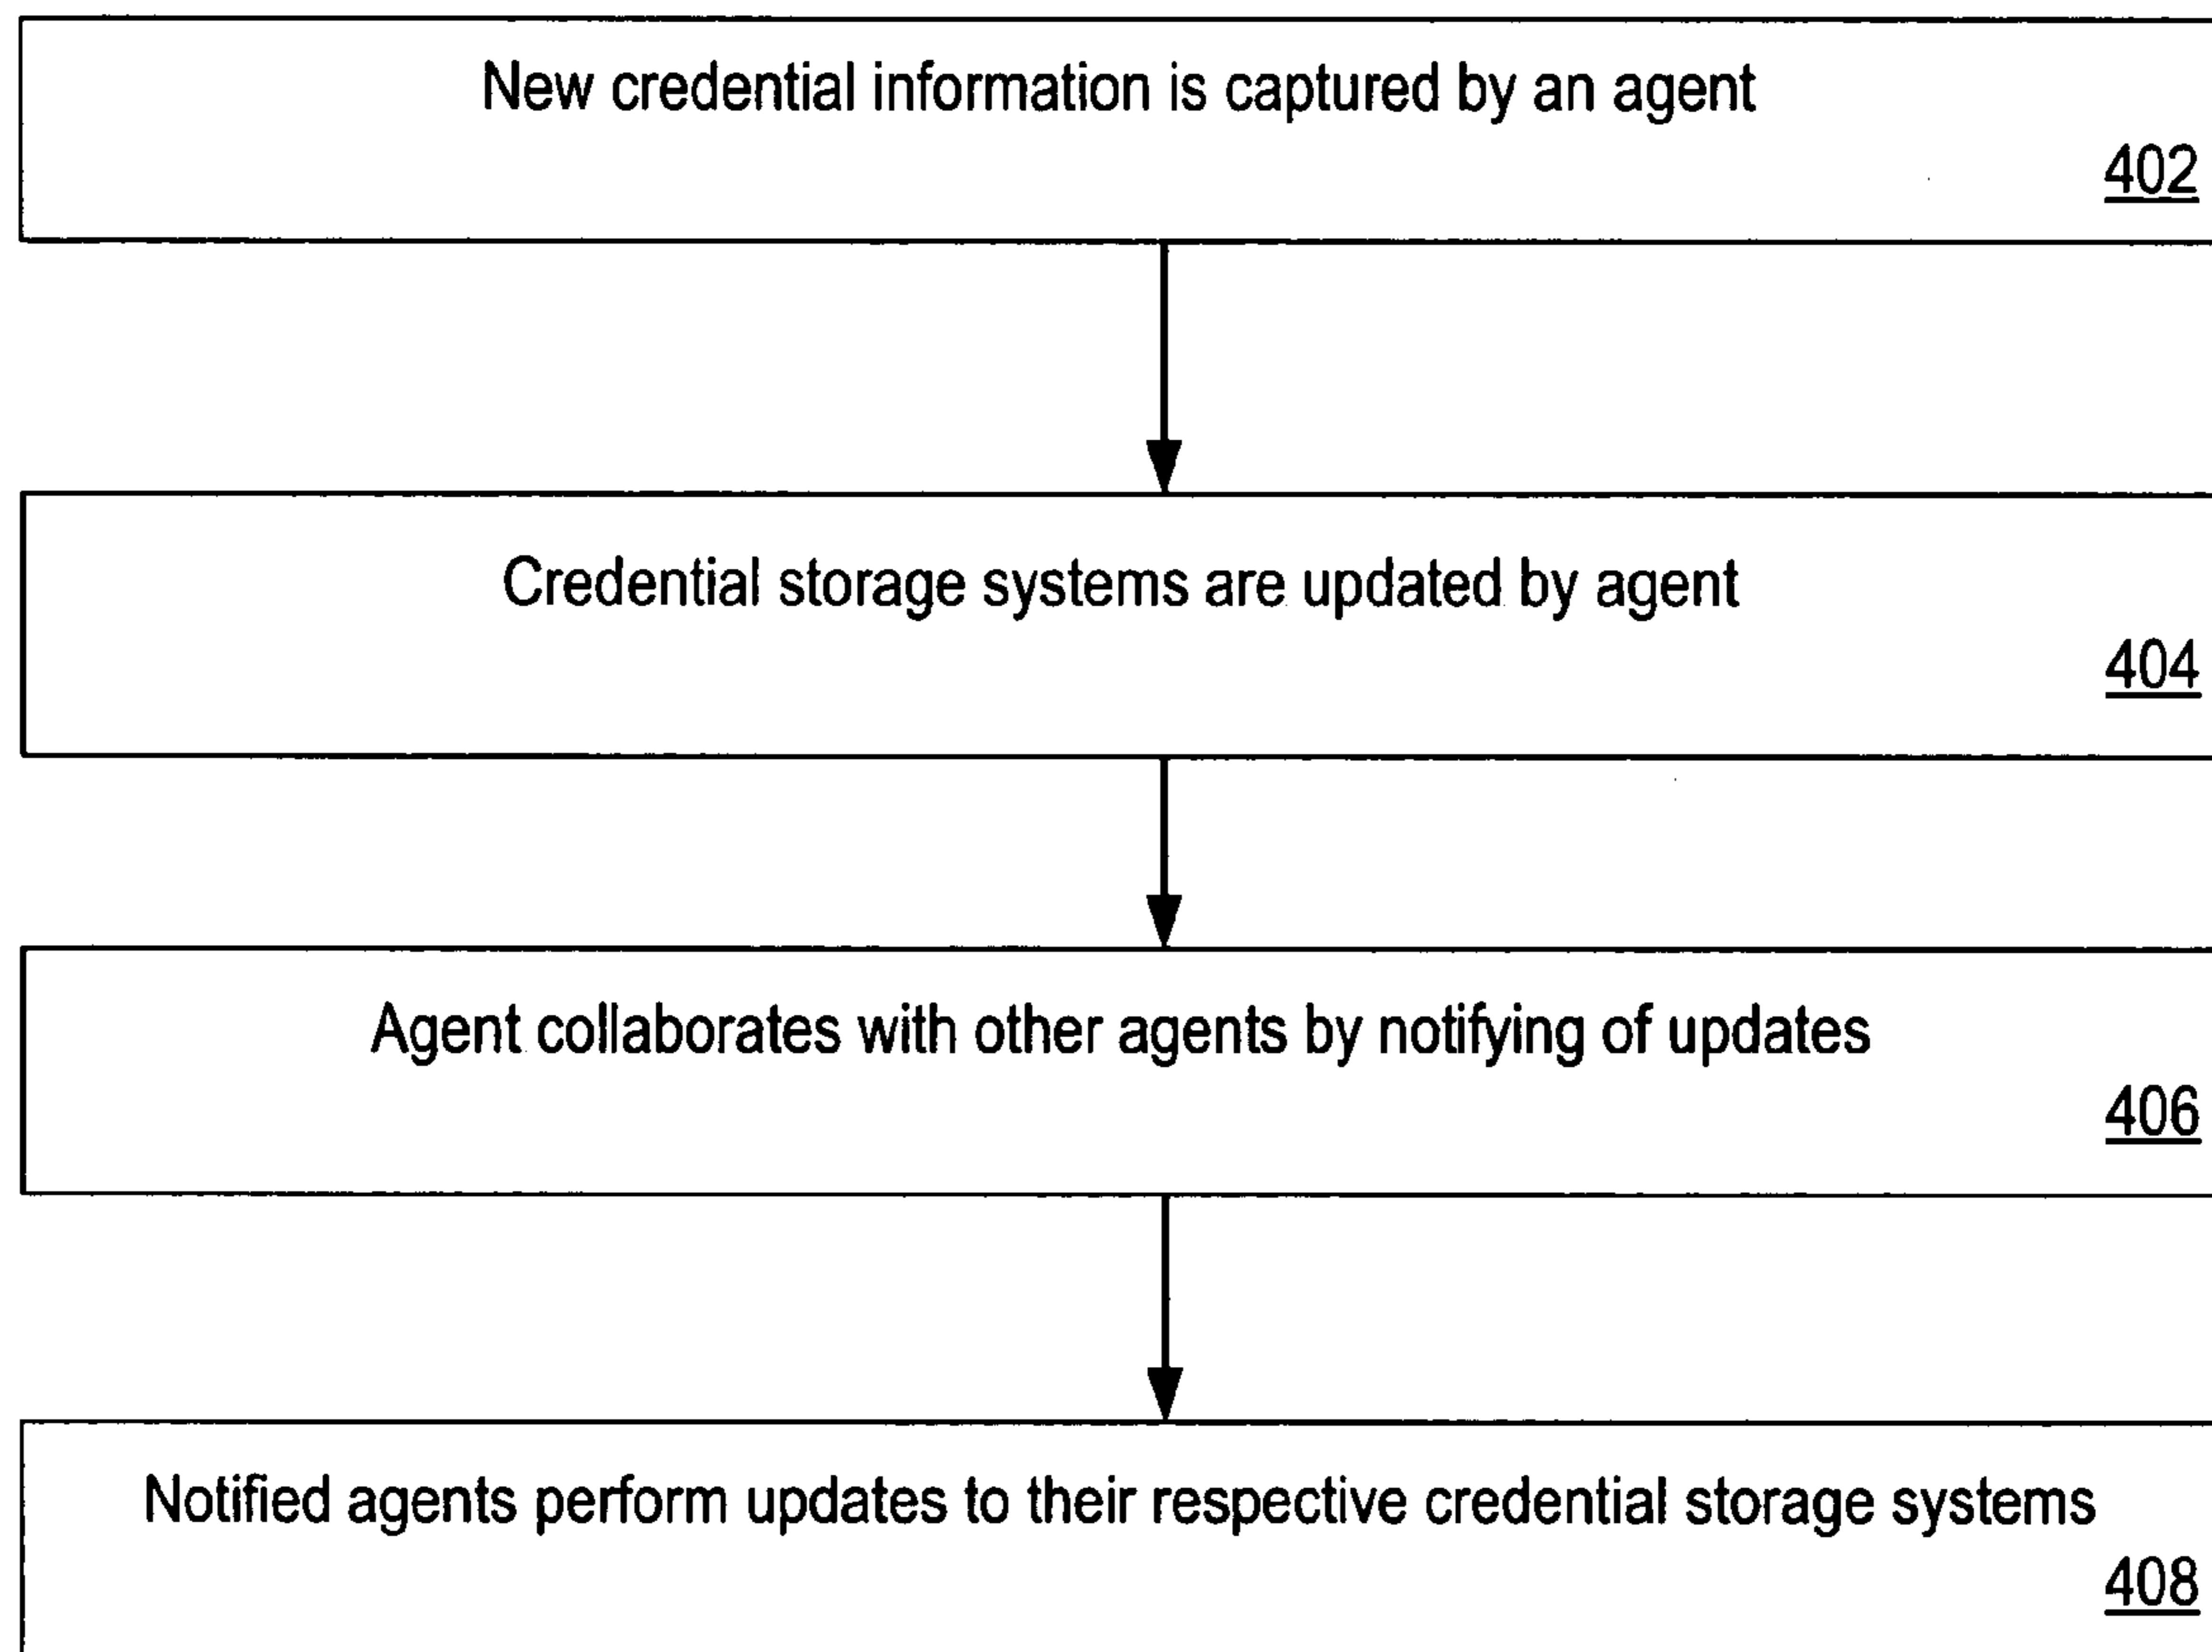 New credential information is captured by an agent
402
Credential storage systems are updated by agent
404
Agent collaborates with other agents by notifying of updates
406
Notified agents perform updates to their respective credential storage systems
408